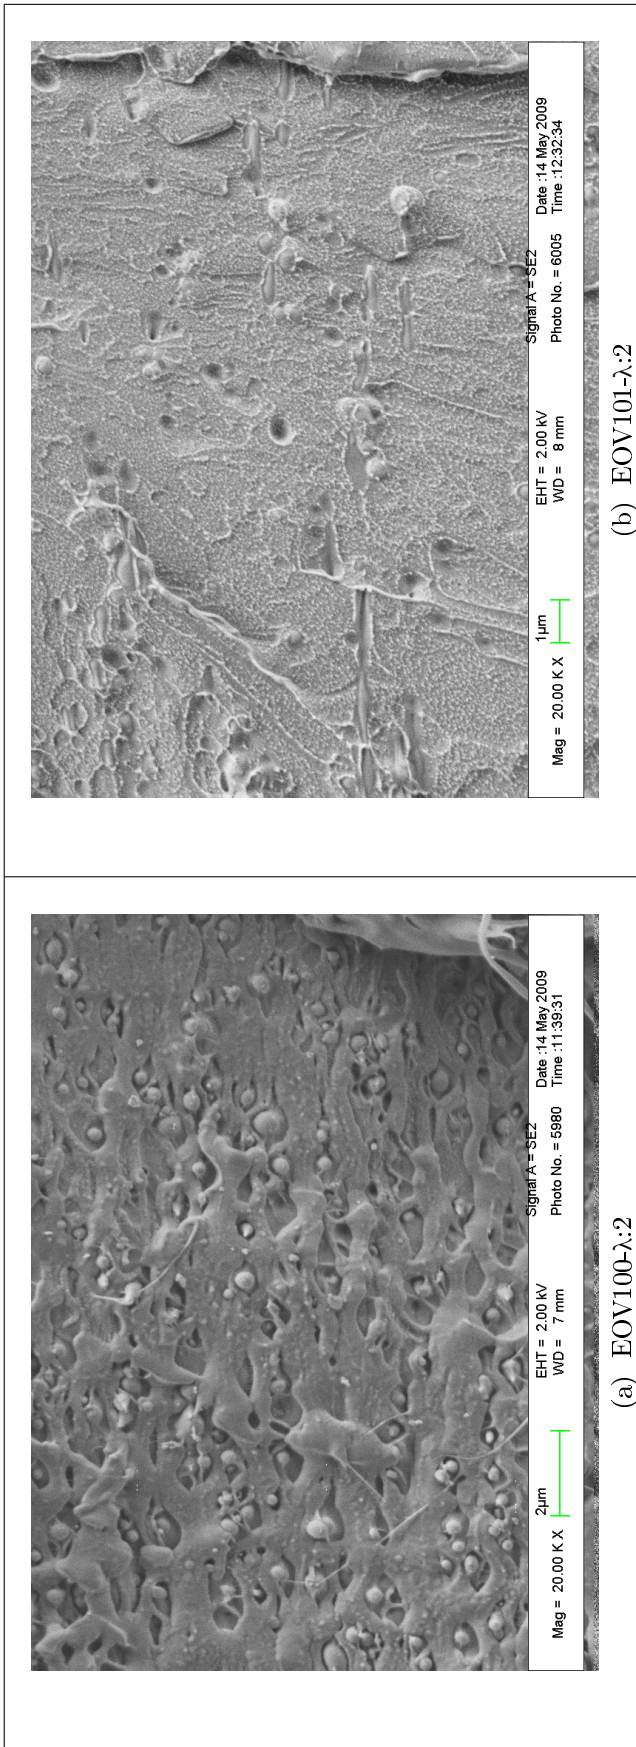 2µm
Mag = 20.00 K X
EHT = 2.00 kV
WD = 7 mm
Signal A = SE2
Photo No. = 5980
Date :14 May 2009
Time :11:39:31
(a) EOV100-λ:2
1µm
Mag = 20.00 K X
EHT = 2.00 kV
WD = 8 mm
Signal A = SE2
Photo No. = 6005
Date :14 May 2009
Time :12:32:34
(b) EOV101-λ:2